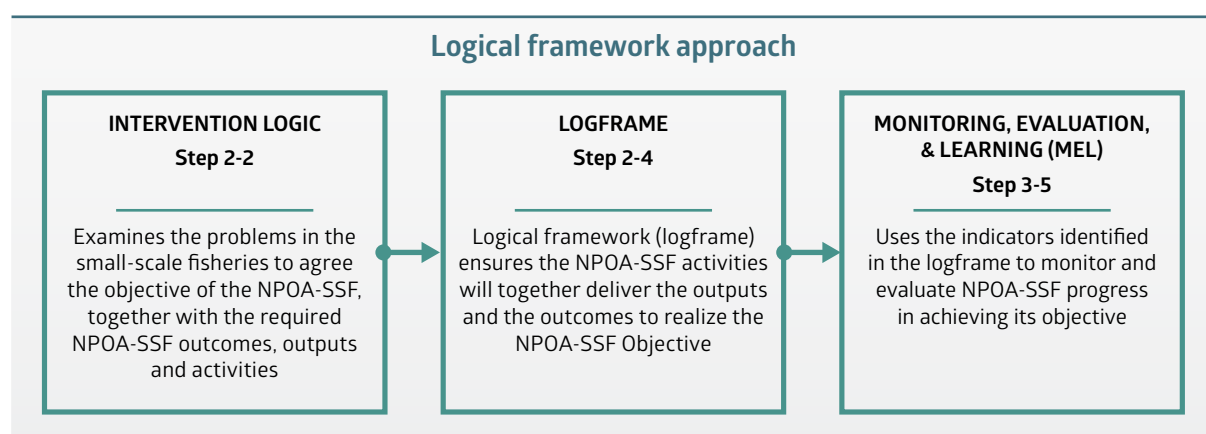 Logical framework approach
INTERVENTION LOGIC
Step 2-2
Examines the problems in the
small-scale fisheries to agree
the objective of the NPOA-SSF,
together with the required
NPOA-SSF outcomes, outputs
and activities
LOGFRAME
Step 2-4
Logical framework (logframe)
ensures the NPOA-SSF activities
will together deliver the outputs
and the outcomes to realize the
NPOA-SSF Objective
MONITORING, EVALUATION,
& LEARNING (MEL)
Step 3-5
Uses the indicators identified
in the logframe to monitor and
evaluate NPOA-SSF progress
in achieving its objective